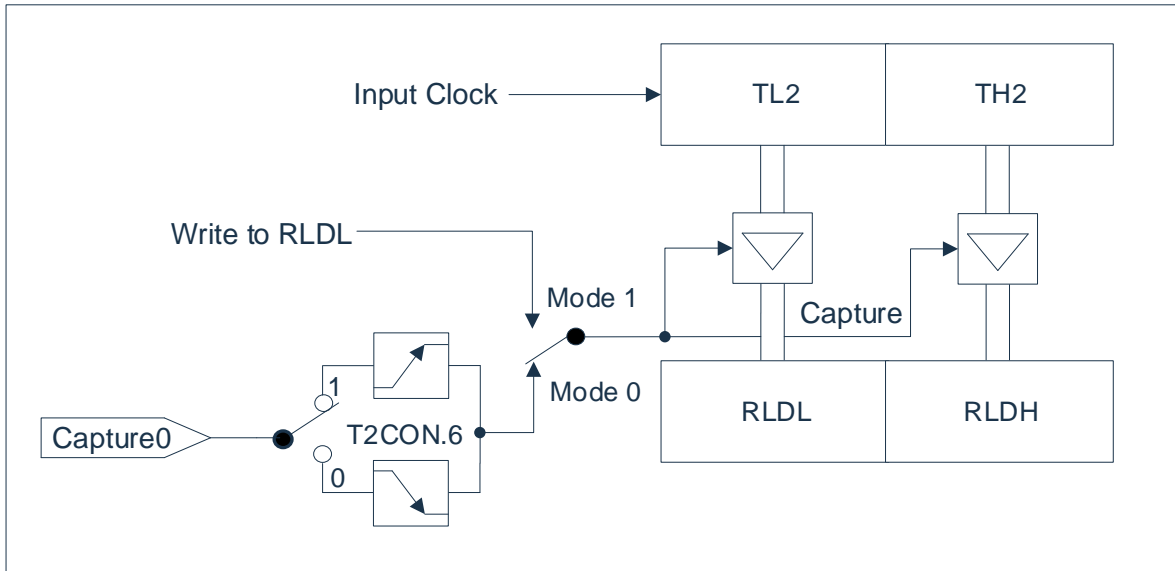 Input Clock
TL2
TH2
Write to RLDL
Mode 1
Capture
Mode 0
1
Capture0
T2CON.6
0
RLDL
RLDH